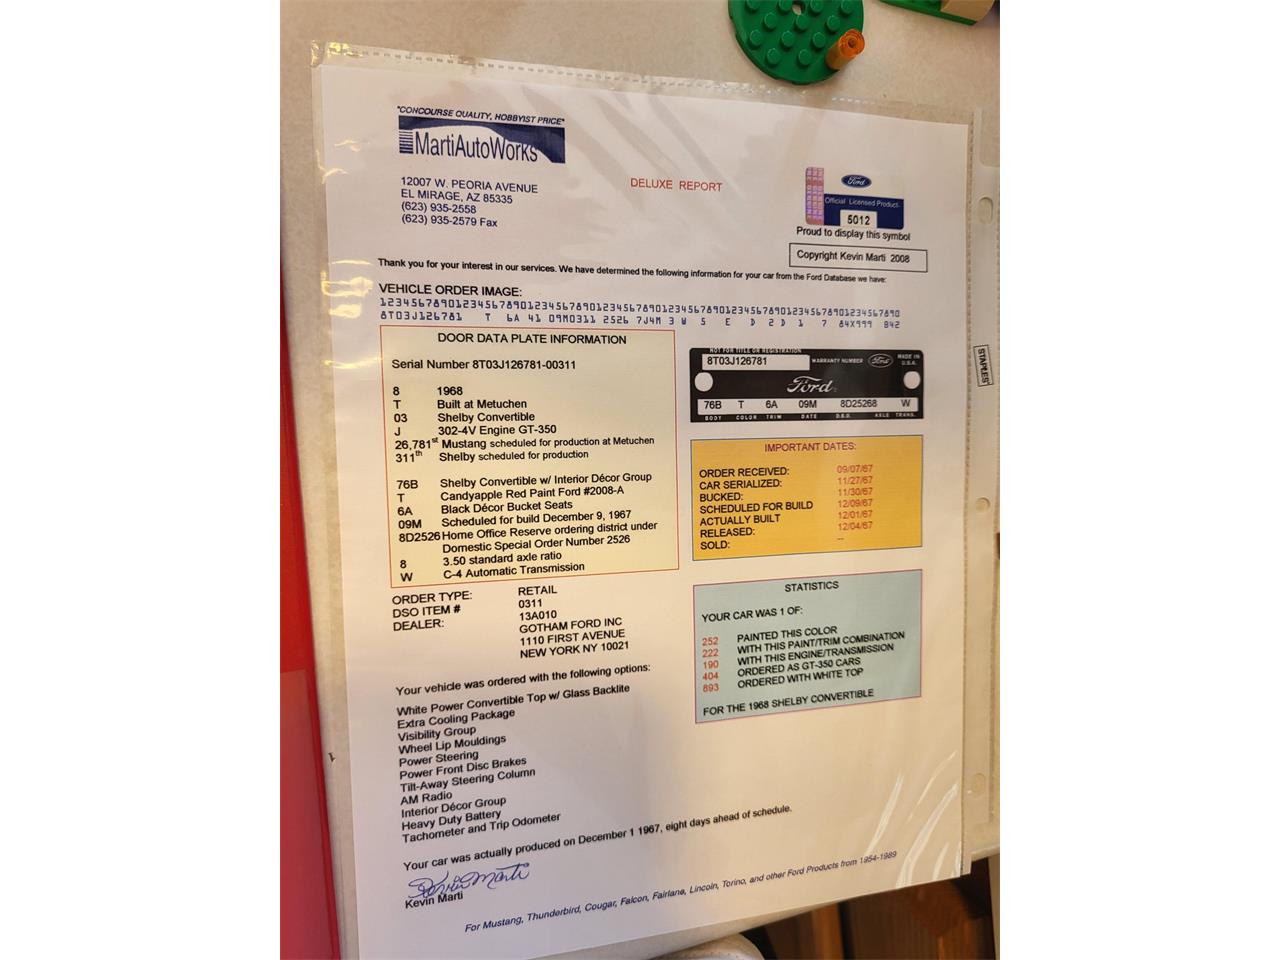 "CONCOURSE QUALITY, HOBBYIST PRICE"
MartiAutoWorks
12007 W. PEORIA AVENUE
EL MIRAGE, AZ 85335
(623) 935-2558
(623) 935-2579 Fax
DELUXE REPORT
Ford
Official Licensed Product
5012
Proud to display this symbol
Copyright Kevin Marti 2008
Thank you for your interest in our services. We have determined the following information for your car from the Ford Database we have:
VEHICLE ORDER IMAGE:
12345678901234567890123456789012345678901234567890123456789012345678901234567890
8T03J126781 T 6A 41 09M0311 2526 7J4M 3 W 5 E D 2 D 1 7 84X999 B42
DOOR DATA PLATE INFORMATION
Serial Number 8T03J126781-00311
8 1968
T Built at Metuchen
03 Shelby Convertible
J 302-4V Engine GT-350
26,781st Mustang scheduled for production at Metuchen
311th Shelby scheduled for production
76B Shelby Convertible w/ Interior Décor Group
T Candyapple Red Paint Ford #2008-A
6A Black Décor Bucket Seats
09M Scheduled for build December 9, 1967
8D2526 Home Office Reserve ordering district under
Domestic Special Order Number 2526
8 3.50 standard axle ratio
W C-4 Automatic Transmission
NOT FOR TITLE OR REGISTRATION
8T03J126781 WARRANTY NUMBER Ford MADE IN U.S.A.
Ford
76B T 6A 09M 8D25268 W
BODY COLOR TRIM DATE D.S.O. AXLE TRANS.
IMPORTANT DATES:
ORDER RECEIVED: 09/07/67
CAR SERIALIZED: 11/27/67
BUCKED: 11/30/67
SCHEDULED FOR BUILD 12/09/67
ACTUALLY BUILT 12/01/67
RELEASED: 12/04/67
SOLD: --
ORDER TYPE: RETAIL
DSO ITEM # 0311
DEALER: 13A010
GOTHAM FORD INC
1110 FIRST AVENUE
NEW YORK NY 10021
STATISTICS
YOUR CAR WAS 1 OF:
252 PAINTED THIS COLOR
222 WITH THIS PAINT/TRIM COMBINATION
190 WITH THIS ENGINE/TRANSMISSION
404 ORDERED AS GT-350 CARS
893 ORDERED WITH WHITE TOP
FOR THE 1968 SHELBY CONVERTIBLE
Your vehicle was ordered with the following options:
White Power Convertible Top w/ Glass Backlite
Extra Cooling Package
Visibility Group
Wheel Lip Mouldings
Power Steering
Power Front Disc Brakes
Tilt-Away Steering Column
AM Radio
Interior Décor Group
Heavy Duty Battery
Tachometer and Trip Odometer
Your car was actually produced on December 1 1967, eight days ahead of schedule.
Kevin Marti
Kevin Marti
For Mustang, Thunderbird, Cougar, Falcon, Fairlane, Lincoln, Torino, and other Ford Products from 1954-1989
STAPLES